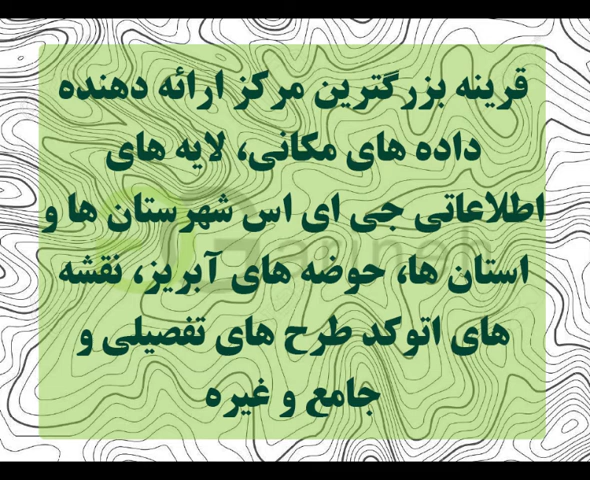 قرینه بزرگترین مرکز ارائه دهنده
داده های مکانی، لایه های
اطلاعاتی جی ای اس شهرستان ها و
استان ها، حوضه های آبریز، نقشه
های اتوکد طرح های تفصیلی و
جامع و غیره